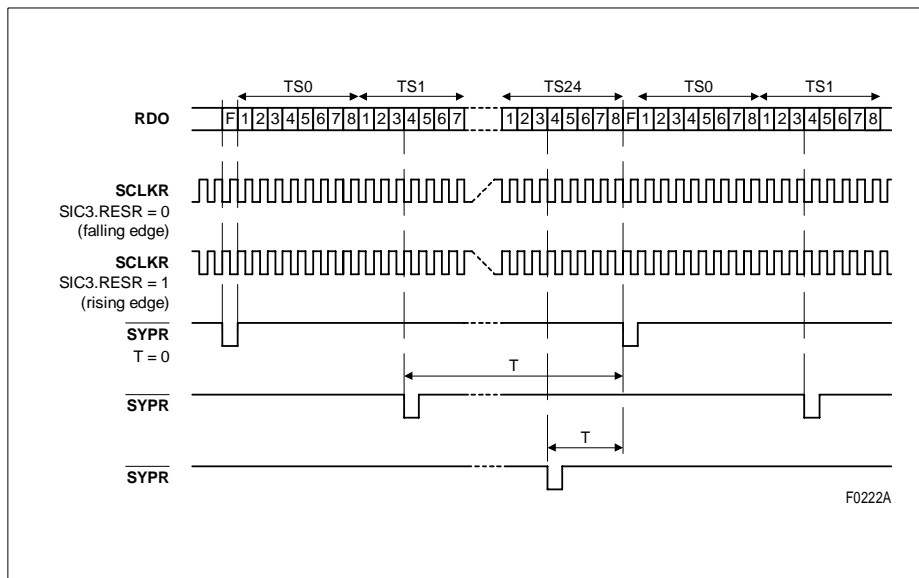 TS0 TS1 TS24 TS0 TS1
RDO F 1 2 3 4 5 6 7 8 1 2 3 4 5 6 7 1 2 3 4 5 6 7 8 F 1 2 3 4 5 6 7 8 1 2 3 4 5 6 7 8
SCLKR
SIC3.RESR = 0
(falling edge)
SCLKR
SIC3.RESR = 1
(rising edge)
SYPR
T = 0
T
SYPR
T
SYPR
F0222A